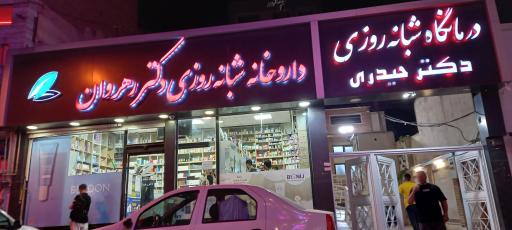 داروخانه شبانه روزی دکتر رهروان
درمانگاه شبانه روزی
دکتر حیدری